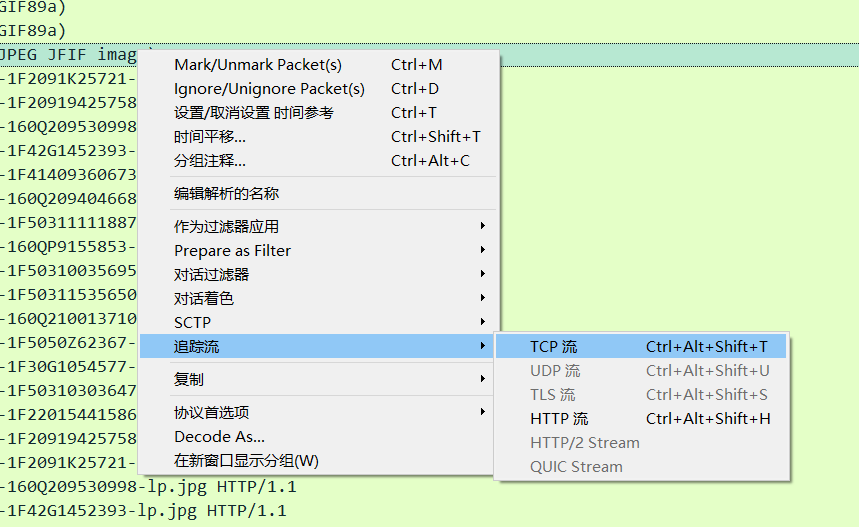 GIF89a)
GIF89a)
JPEG JFIF imag
Mark/Unmark Packet(s) Ctrl+M
-1F2091K25721-
Ignore/Unignore Packet(s) Ctrl+D
-1F20919425758
设置/取消设置 时间参考 Ctrl+T
-160Q209530998
时间平移... Ctrl+Shift+T
-1F42G1452393-
分组注释... Ctrl+Alt+C
-1F41409360673
编辑解析的名称
-160Q209404668
-1F50311111887
作为过滤器应用
-160QP9155853-
Prepare as Filter
-1F50310035695
对话过滤器
-1F50311535650
对话着色
-160Q210013710
SCTP
-1F5050Z62367-
追踪流
TCP 流 Ctrl+Alt+Shift+T
-1F30G1054577-
UDP 流 Ctrl+Alt+Shift+U
-1F50310303647
复制
TLS 流 Ctrl+Alt+Shift+S
-1F22015441586
协议首选项
HTTP 流 Ctrl+Alt+Shift+H
-1F20919425758
Decode As...
HTTP/2 Stream
-1F2091K25721-
在新窗口显示分组(W)
QUIC Stream
-160Q209530998-lp.jpg HTTP/1.1
-1F42G1452393-lp.jpg HTTP/1.1